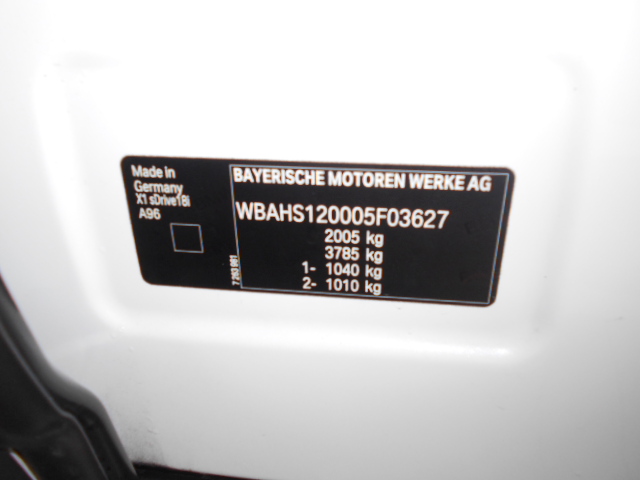 Made in
Germany
X1 sDrive18i
A96
7293981
BAYERISCHE MOTOREN WERKE AG
WBAHS120005F03627
2005 kg
3785 kg
1- 1040 kg
2- 1010 kg